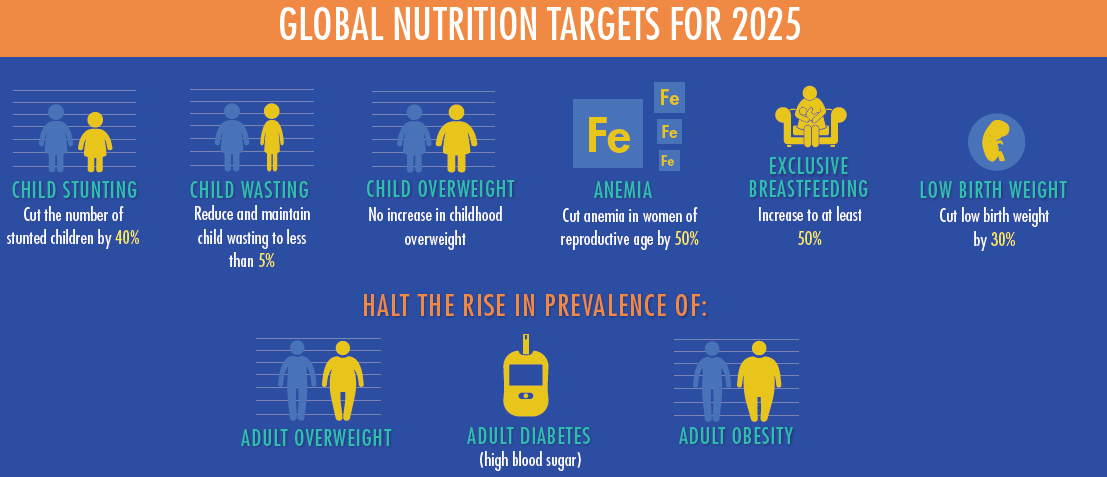 GLOBAL NUTRITION TARGETS FOR 2025
Fe
Fe
Fe
Fe
CHILD STUNTING
Cut the number of
stunted children by 40%
CHILD WASTING
Reduce and maintain
child wasting to less
than 5%
CHILD OVERWEIGHT
No increase in childhood
overweight
ANEMIA
Cut anemia in women of
reproductive age by 50%
EXCLUSIVE
BREASTFEEDING
Increase to at least
50%
LOW BIRTH WEIGHT
Cut low birth weight
by 30%
HALT THE RISE IN PREVALENCE OF:
ADULT OVERWEIGHT
ADULT DIABETES
(high blood sugar)
ADULT OBESITY